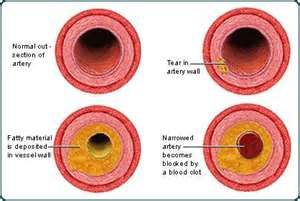 Normal cut-
section of
artery
Tear in
artery wall
Fatty material
is deposited
in vessel wall
Narrowed
artery
becomes
blocked by
a blood clot